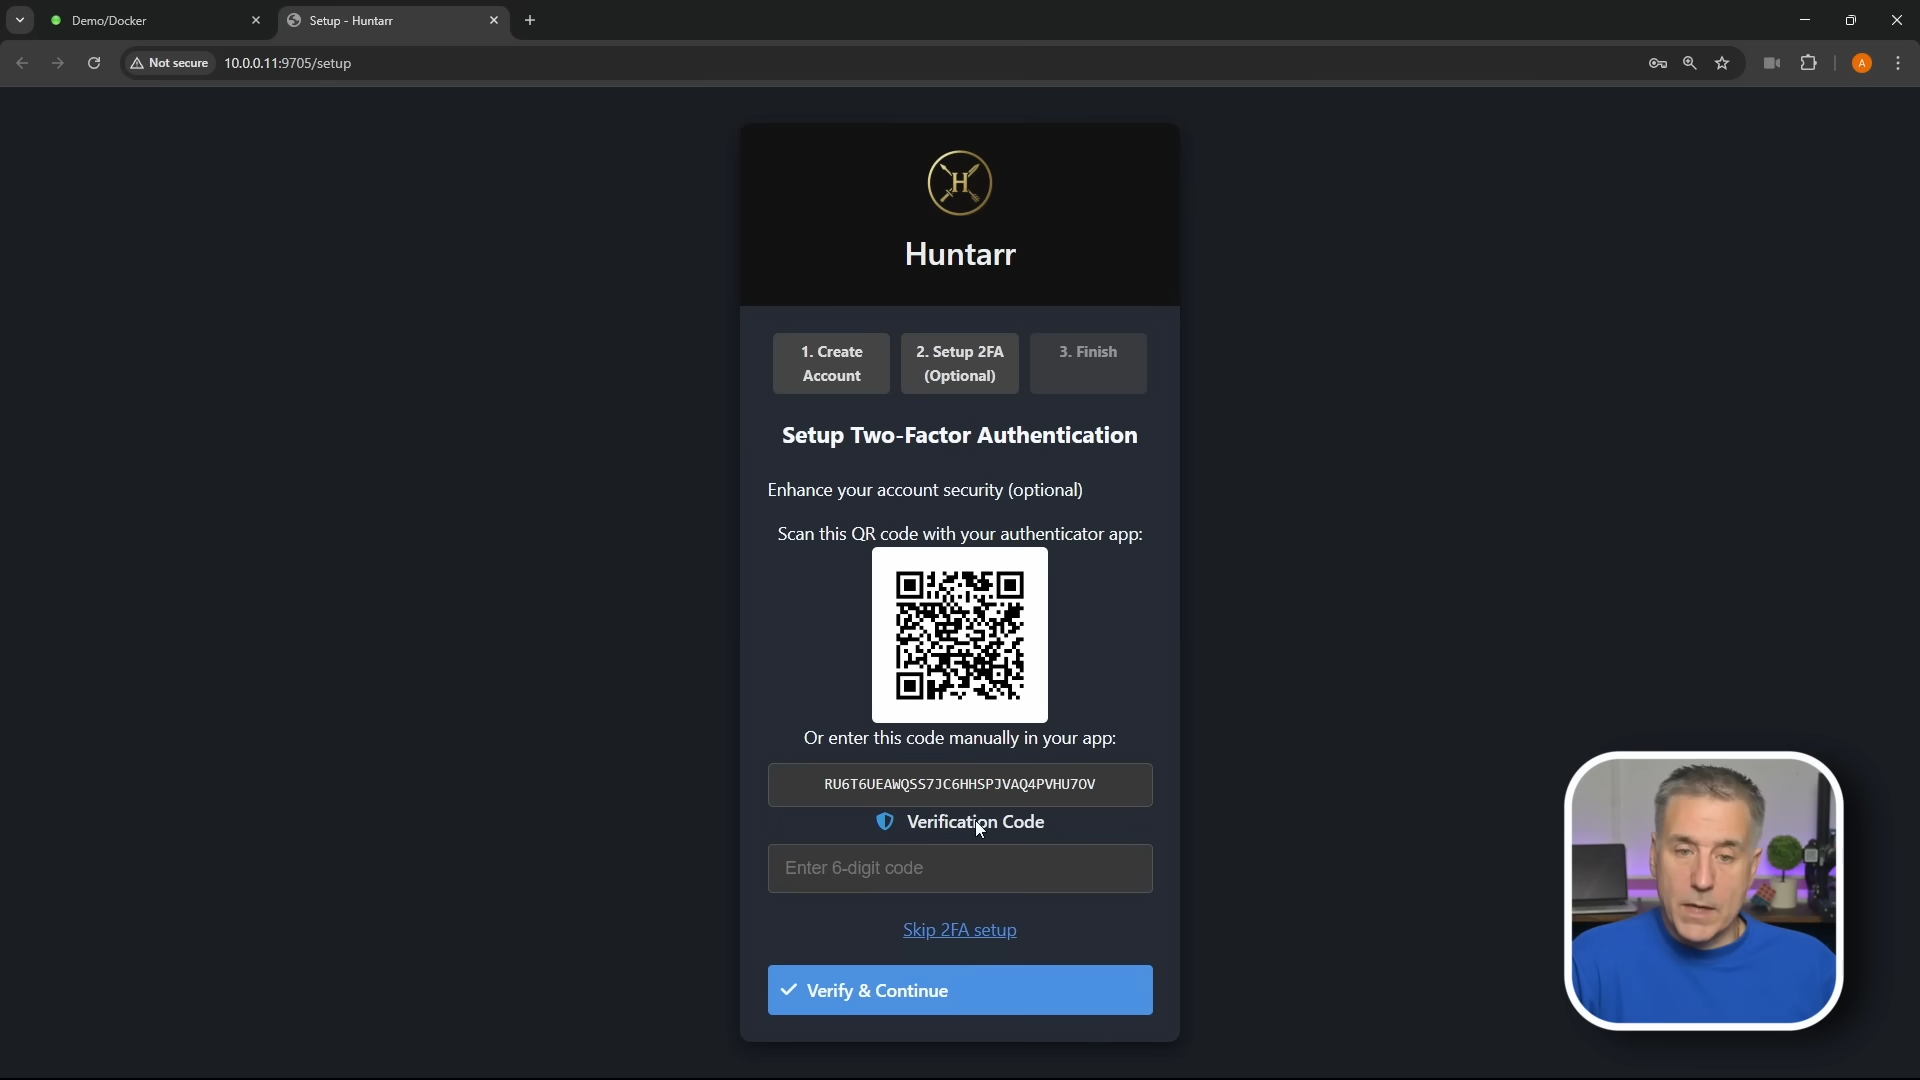 Demo/Docker
Setup - Huntarr
Not secure
10.0.0.11:9705/setup
A
H
Huntarr
1. Create Account
2. Setup 2FA (Optional)
3. Finish
Setup Two-Factor Authentication
Enhance your account security (optional)
Scan this QR code with your authenticator app:
Or enter this code manually in your app:
RU6T6UEAWQSS7JC6HHSPJVAQ4PVHU7OV
Verification Code
Enter 6-digit code
Skip 2FA setup
Verify & Continue